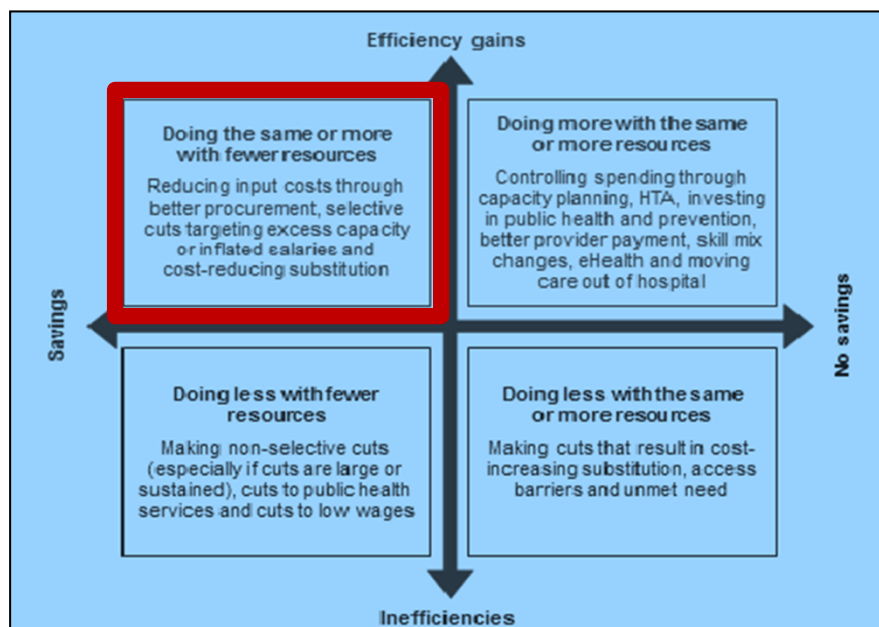 Efficiency gains
Doing the same or more
with fewer resources
Reducing input costs through
better procurement, selective
cuts targeting excess capacity
or inflated salaries and
cost-reducing substitution
Doing more with the same
or more resources
Controlling spending through
capacity planning, HTA, investing
in public health and prevention,
better provider payment, skill mix
changes, eHealth and moving
care out of hospital
Savings
No savings
Doing less with fewer
resources
Making non-selective cuts
(especially if cuts are large or
sustained), cuts to public health
services and cuts to low wages
Doing less with the same
or more resources
Making cuts that result in cost-
increasing substitution, access
barriers and unmet need
Inefficiencies